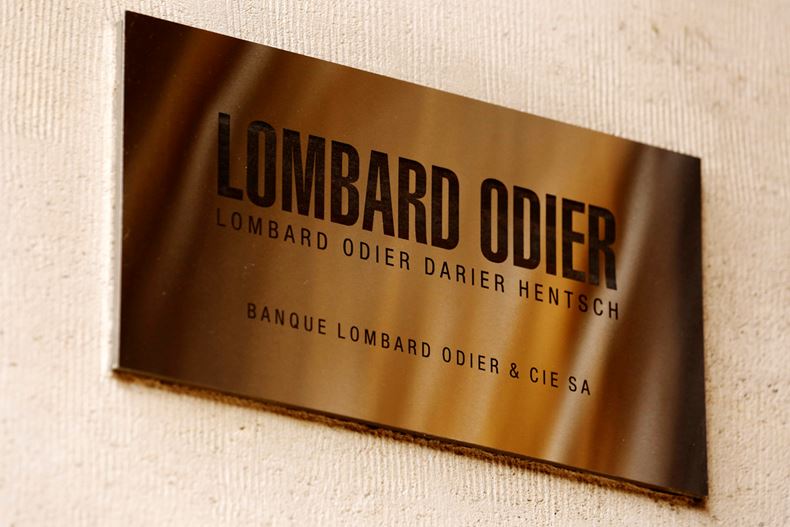 LOMBARD ODIER
LOMBARD ODIER DARIER HENTSCH
BANQUE LOMBARD ODIER & CIE SA